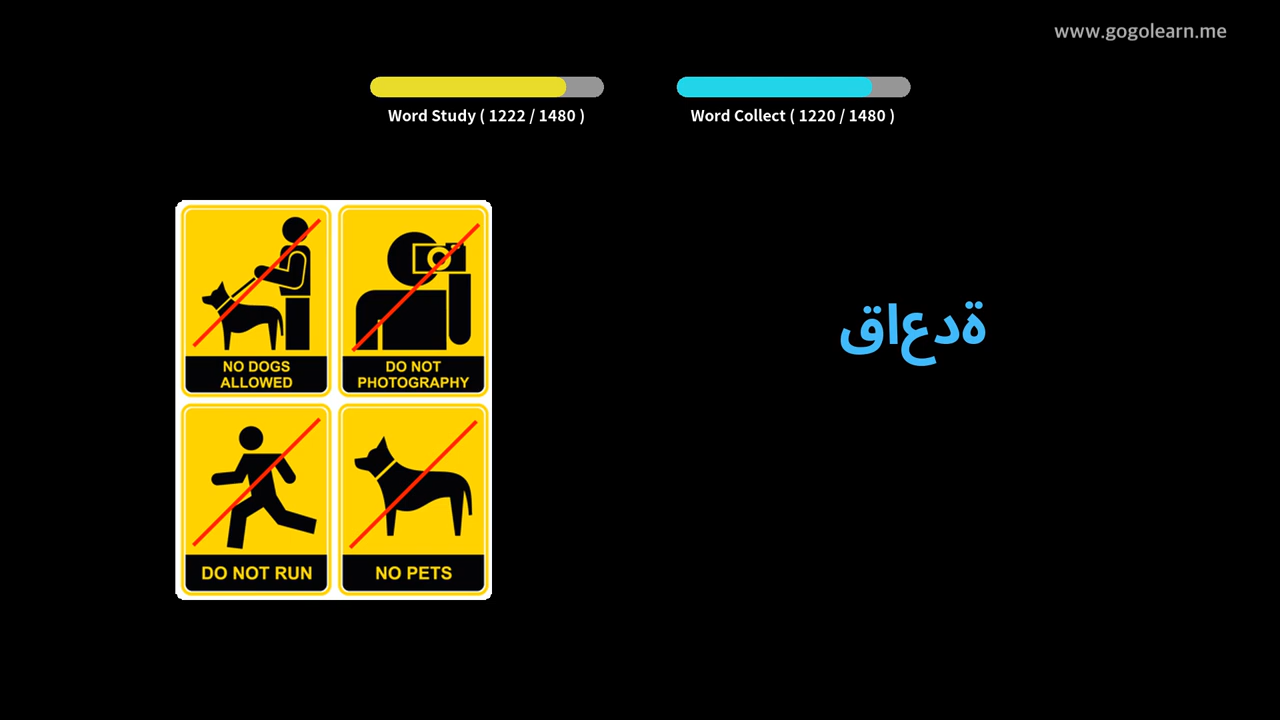 www.gogolearn.me
Word Study ( 1222 / 1480 )
Word Collect ( 1220 / 1480 )
NO DOGS
ALLOWED
DO NOT
PHOTOGRAPHY
DO NOT RUN
NO PETS
قاعدة